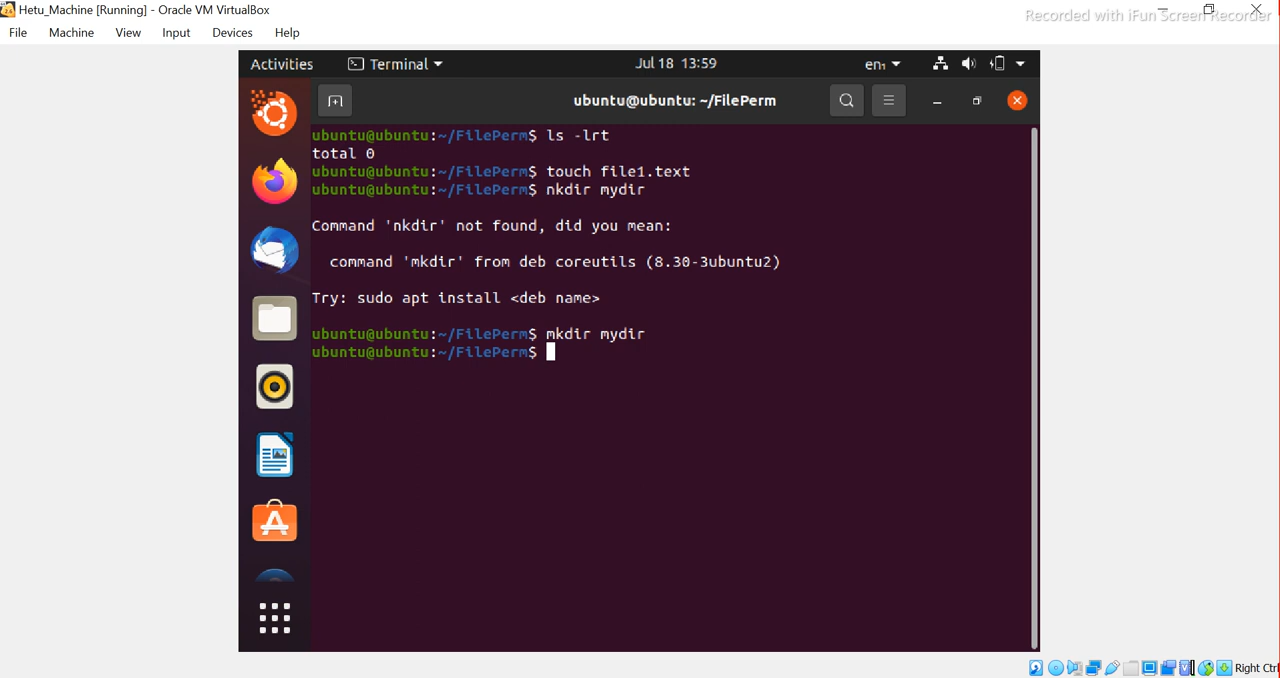 Hetu_Machine [Running] - Oracle VM VirtualBox
Recorded with iFun Screen Recorder
File Machine View Input Devices Help
Activities Terminal Jul 18 13:59 en₁
ubuntu@ubuntu: ~/FilePerm
ubuntu@ubuntu:~/FilePerm$ ls -lrt
total 0
ubuntu@ubuntu:~/FilePerm$ touch file1.text
ubuntu@ubuntu:~/FilePerm$ nkdir mydir
Command 'nkdir' not found, did you mean:
command 'mkdir' from deb coreutils (8.30-3ubuntu2)
Try: sudo apt install <deb name>
ubuntu@ubuntu:~/FilePerm$ mkdir mydir
ubuntu@ubuntu:~/FilePerm$
Right Ctrl